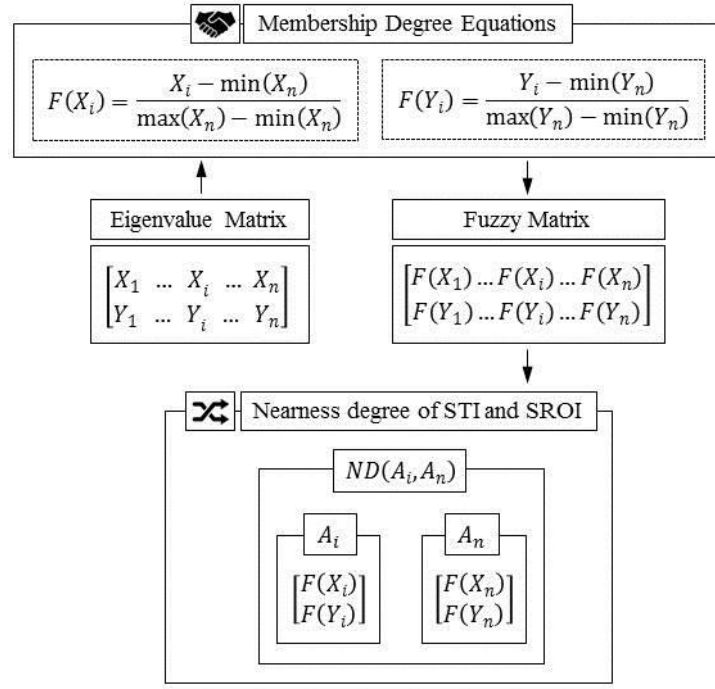 Membership Degree Equations
F(X_i) = \frac{X_i − min(X_n)}{max(X_n) − min(X_n)}
F(Y_i) = \frac{Y_i − min(Y_n)}{max(Y_n) − min(Y_n)}
Eigenvalue Matrix
X_1 ... X_i ... X_n
Y_1 ... Y_i ... Y_n
Fuzzy Matrix
F(X_1) ... F(X_i) ... F(X_n)
F(Y_1) ... F(Y_i) ... F(Y_n)
Nearness degree of STI and SROI
ND(A_i, A_n)
A_i
F(X_i)
F(Y_i)
A_n
F(X_n)
F(Y_n)